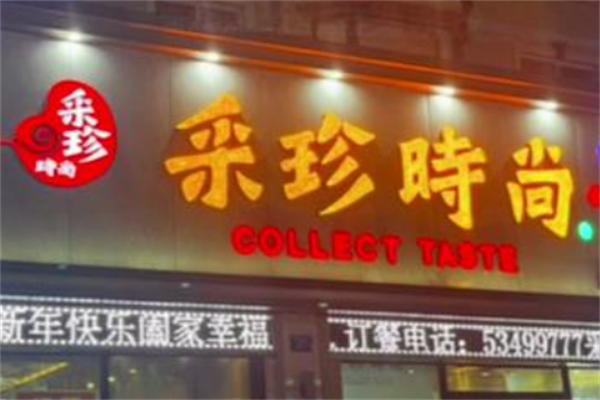 采珍
時尚
采珍時尚
COLLECT TASTE
新年快乐阖家幸福
订餐电话：53499777